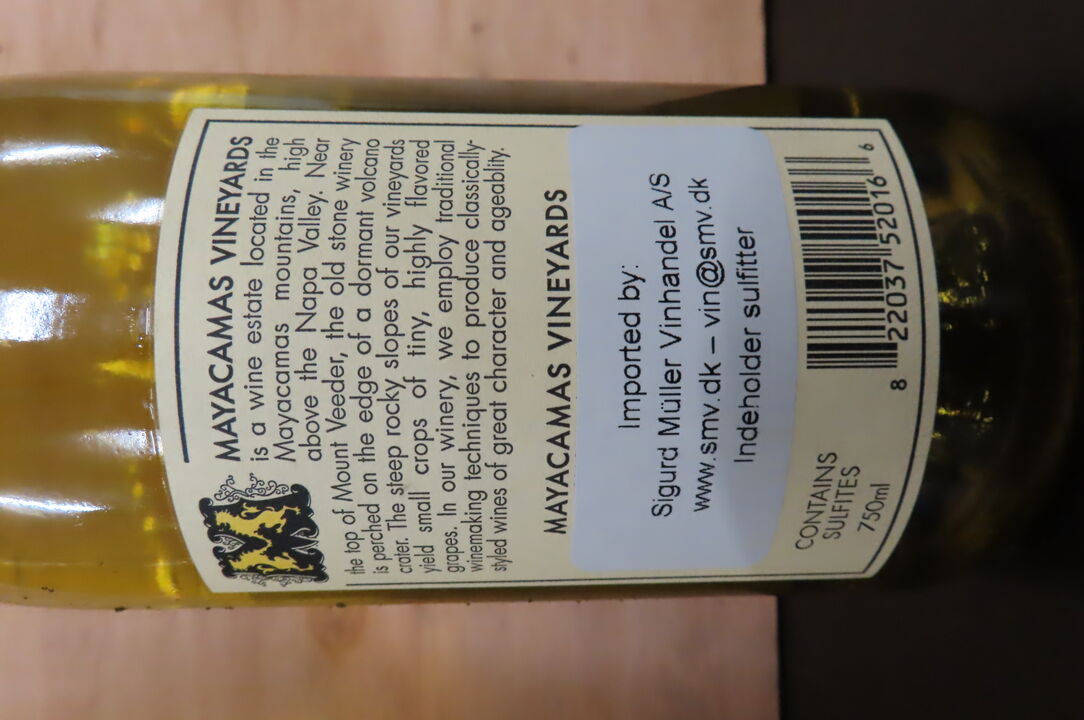 MAYACAMAS VINEYARDS
is a wine estate located in the
Mayacamas mountains, high
above the Napa Valley. Near
the top of Mount Veeder, the old stone winery
is perched on the edge of a dormant volcano
crater. The steep rocky slopes of our vineyards
yield small crops of tiny, highly flavored
grapes. In our winery, we employ traditional
winemaking techniques to produce classically-
styled wines of great character and ageablity.
MAYACAMAS VINEYARDS
Imported by:
Sigurd Müller Vinhandel A/S
www.smv.dk – vin@smv.dk
Indeholder sulfitter
CONTAINS
SULFITES
750ml
8 22037 52016 6